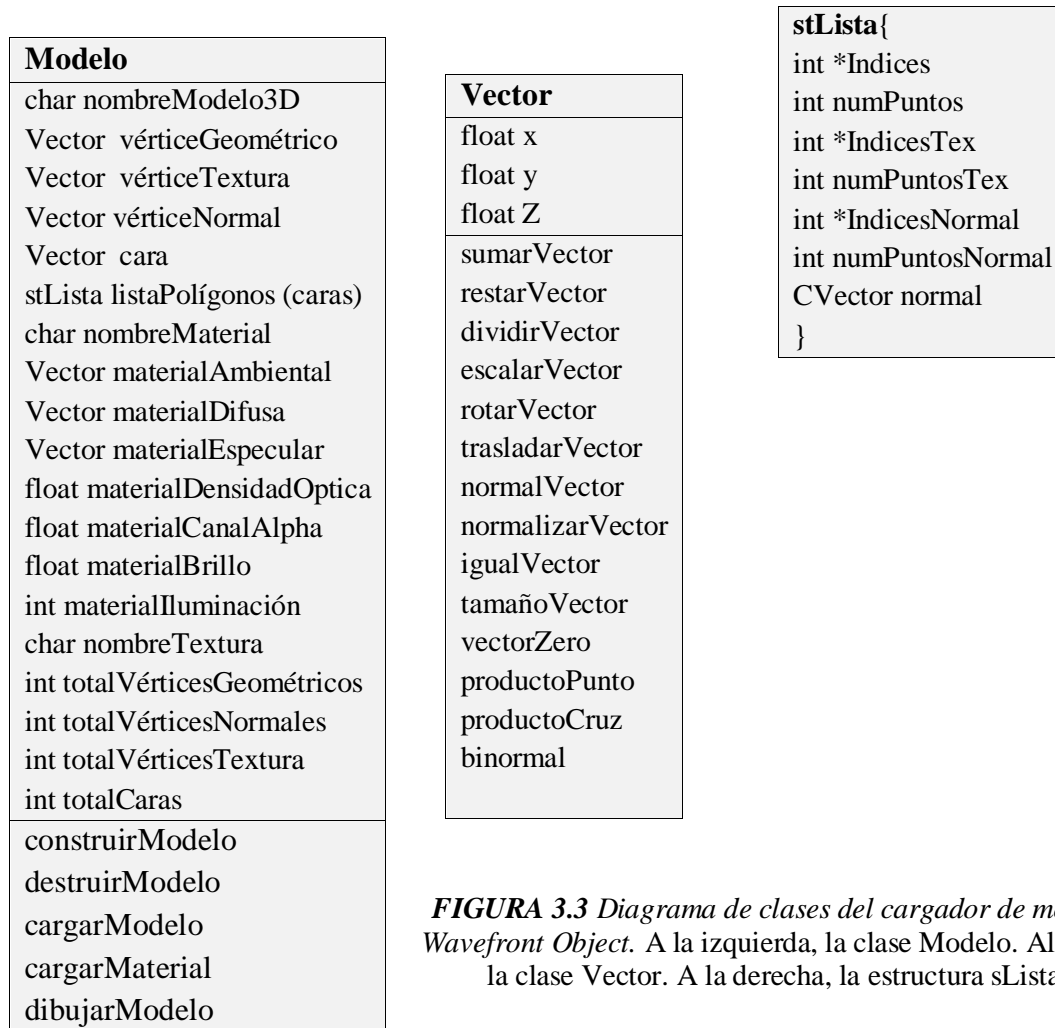 Modelo
char nombreModelo3D
Vector vérticeGeométrico
Vector vérticeTextura
Vector vérticeNormal
Vector cara
stLista listaPolígonos (caras)
char nombreMaterial
Vector materialAmbiental
Vector materialDifusa
Vector materialEspecular
float materialDensidadOptica
float materialCanalAlpha
float materialBrillo
int materialIluminación
char nombreTextura
int totalVérticesGeométricos
int totalVérticesNormales
int totalVérticesTextura
int totalCaras
construirModelo
destruirModelo
cargarModelo
cargarMaterial
dibujarModelo
Vector
float x
float y
float Z
sumarVector
restarVector
dividirVector
escalarVector
rotarVector
trasladarVector
normalVector
normalizarVector
igualVector
tamañoVector
vectorZero
productoPunto
productoCruz
binormal
stLista{
int *Indices
int numPuntos
int *IndicesTex
int numPuntosTex
int *IndicesNormal
int numPuntosNormal
CVector normal
}
FIGURA 3.3 Diagrama de clases del cargador de
Wavefront Object. A la izquierda, la clase Modelo. Al
la clase Vector. A la derecha, la estructura sLista